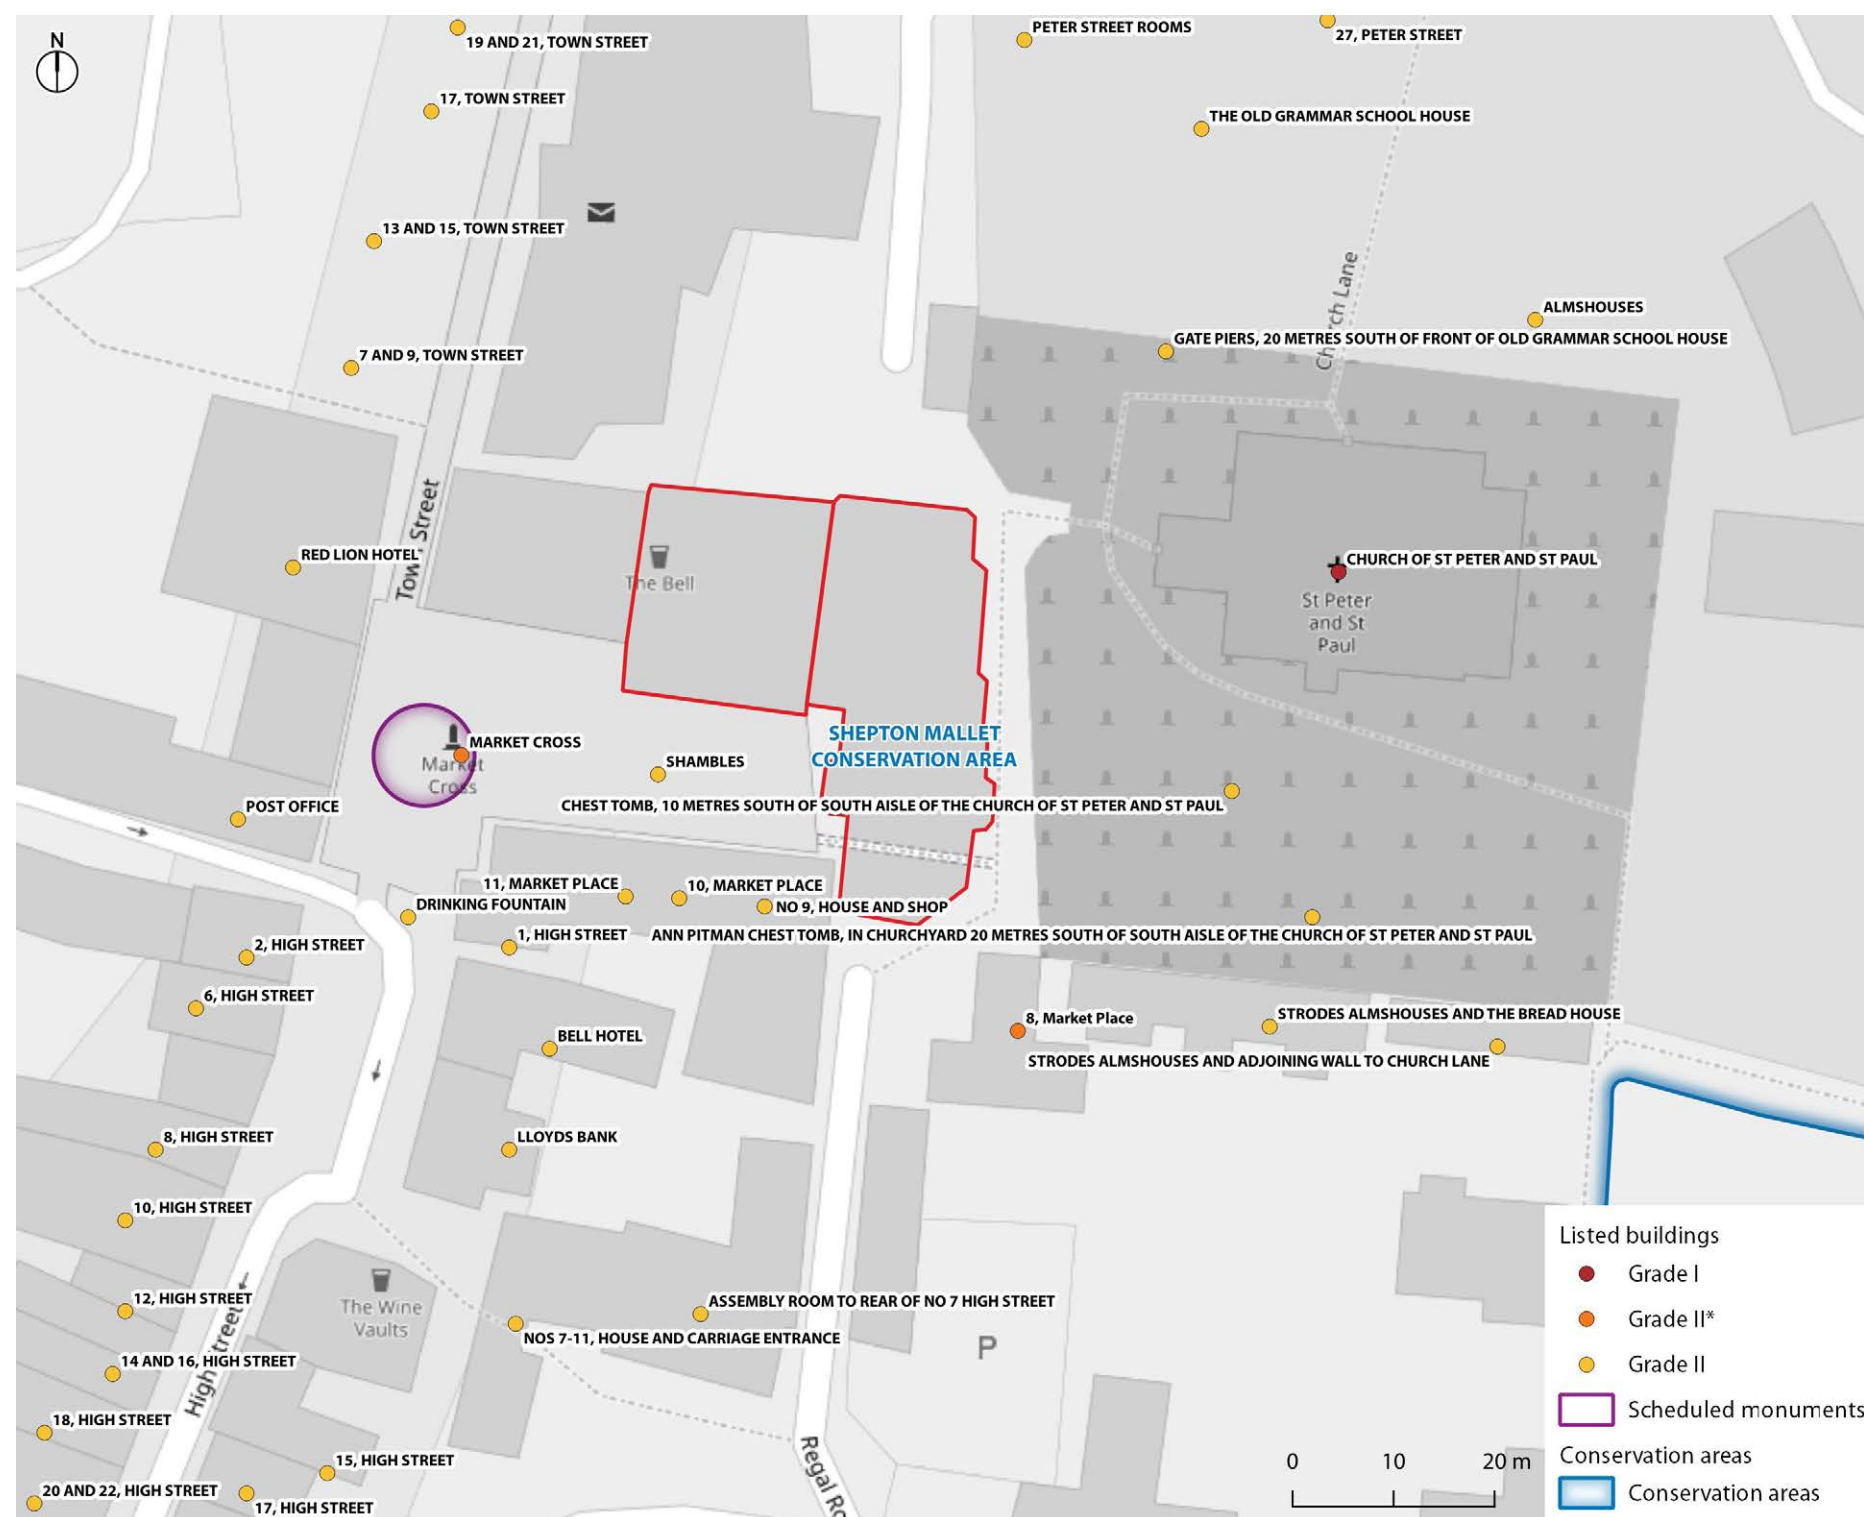 N
19 AND 21, TOWN STREET
PETER STREET ROOMS
27, PETER STREET
17, TOWN STREET
THE OLD GRAMMAR SCHOOL HOUSE
13 AND 15, TOWN STREET
Church Lane
ALMSHOUSES
GATE PIERS, 20 METRES SOUTH OF FRONT OF OLD GRAMMAR SCHOOL HOUSE
7 AND 9, TOWN STREET
Town Street
RED LION HOTEL
The Bell
CHURCH OF ST PETER AND ST PAUL
St Peter
and St
Paul
SHEPTON MALLET
CONSERVATION AREA
MARKET CROSS
Market
Cross
SHAMBLES
POST OFFICE
CHEST TOMB, 10 METRES SOUTH OF SOUTH AISLE OF THE CHURCH OF ST PETER AND ST PAUL
11, MARKET PLACE
10, MARKET PLACE
DRINKING FOUNTAIN
NO 9, HOUSE AND SHOP
1, HIGH STREET
ANN PITMAN CHEST TOMB, IN CHURCHYARD 20 METRES SOUTH OF SOUTH AISLE OF THE CHURCH OF ST PETER AND ST PAUL
2, HIGH STREET
6, HIGH STREET
8, Market Place
STRODES ALMSHOUSES AND THE BREAD HOUSE
BELL HOTEL
STRODES ALMSHOUSES AND ADJOINING WALL TO CHURCH LANE
8, HIGH STREET
LLOYDS BANK
10, HIGH STREET
The Wine
Vaults
12, HIGH STREET
ASSEMBLY ROOM TO REAR OF NO 7 HIGH STREET
NOS 7-11, HOUSE AND CARRIAGE ENTRANCE
P
14 AND 16, HIGH STREET
High Street
18, HIGH STREET
15, HIGH STREET
20 AND 22, HIGH STREET
17, HIGH STREET
Regal Ro
0 10 20 m
Listed buildings
Grade I
Grade II*
Grade II
Scheduled monuments
Conservation areas
Conservation areas